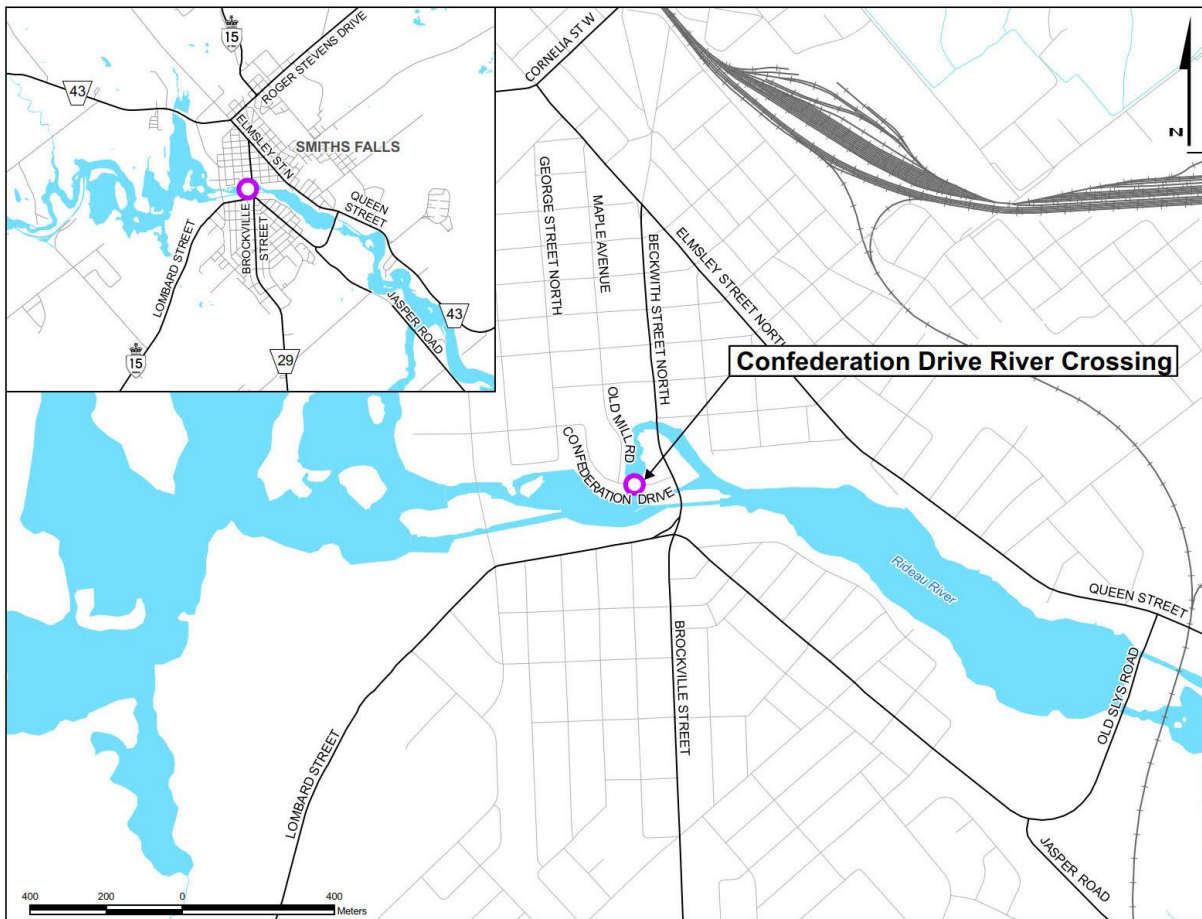 15
ROGER STEVENS DRIVE
43
ELMSLEY ST N
SMITHS FALLS
QUEEN
STREET
LOMBARD STREET
BROCKVILLE
STREET
JASPER ROAD
43
15
29
CORNELIA ST W
N
GEORGE STREET NORTH
MAPLE AVENUE
BECKWITH STREET NORTH
ELMSLEY STREET NORTH
Confederation Drive River Crossing
OLD MILL RD
CONFEDERATION DRIVE
Rideau River
QUEEN STREET
OLD SLYS ROAD
BROCKVILLE STREET
LOMBARD STREET
JASPER ROAD
400 200 0 400
Meters